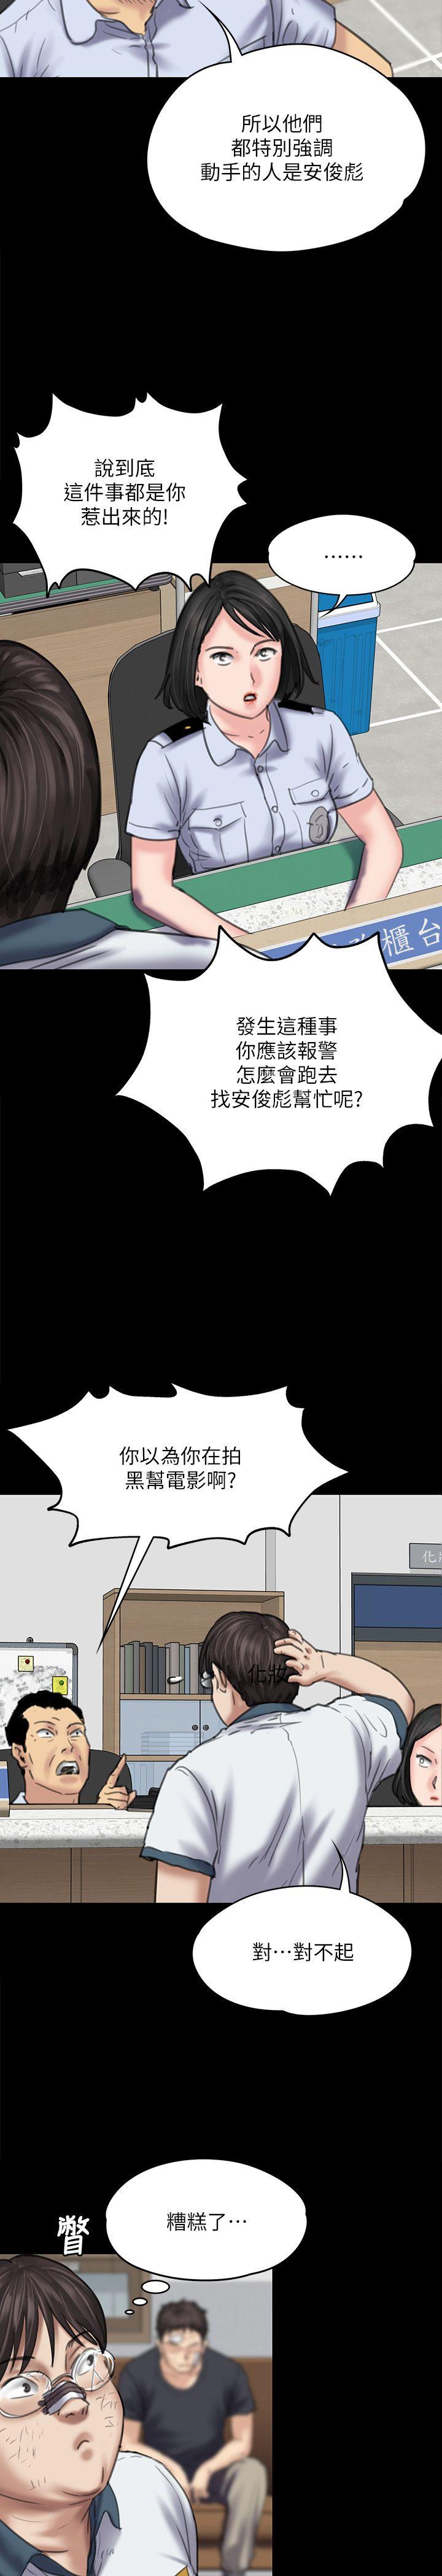 所以他們
都特別強調
動手的人是安俊彪
說到底
這件事都是你
惹出來的!
……
櫃台
發生這種事
你應該報警
怎麼會跑去
找安俊彪幫忙呢?
你以為你在拍
黑幫電影啊?
化妝
對…對不起
瞥
糟糕了…